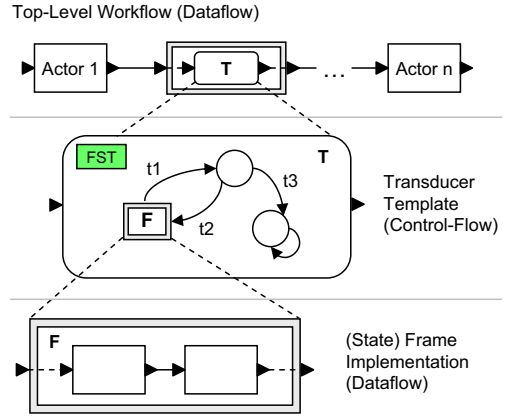 Top-Level Workflow (Dataflow)
Actor 1
T
...
Actor n
FST
T
t1
t3
F
t2
Transducer
Template
(Control-Flow)
F
(State) Frame
Implementation
(Dataflow)